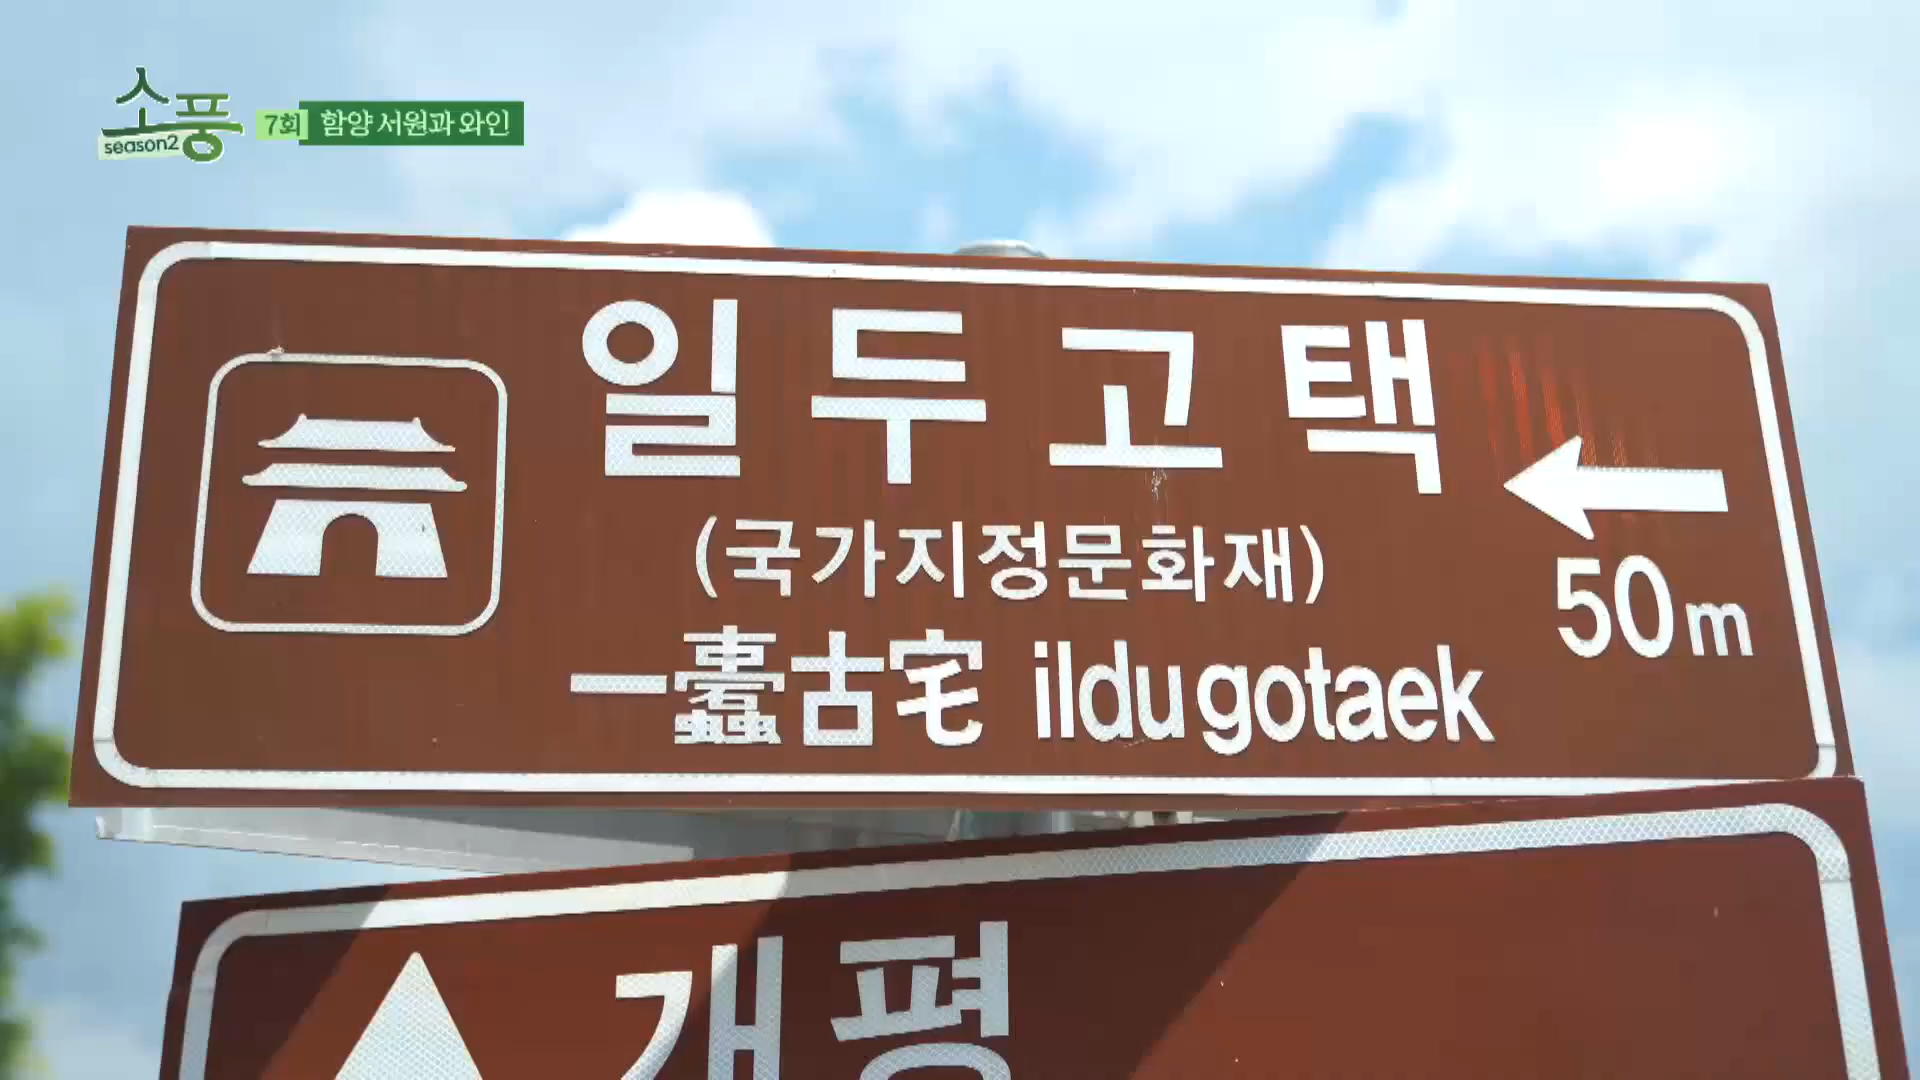 소풍
season2
7회 함양 서원과 와인
일두고택
(국가지정문화재)
50m
一蠹古宅 ildu gotaek
개평